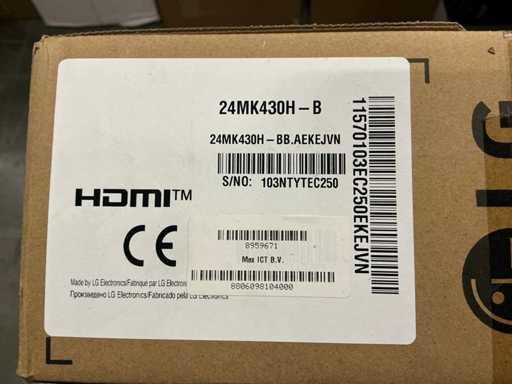 24MK430H-B
24MK430H-BB.AEKEJVN
S/NO: 103NTYTEC250
HDMI™
CE
8959671
Max ICT B.V.
8806098104000
Made by LG Electronics/Fabriqué par LG Electroni
Произведено LG Electronics/Fabricado pela LG Electronics
11570103EC250EKEJVN
LG